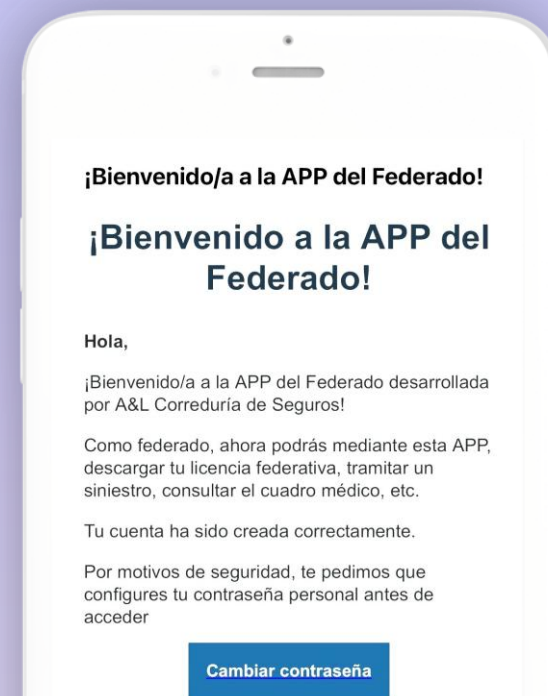 ¡Bienvenido/a a la APP del Federado!
¡Bienvenido a la APP del
Federado!
Hola,
¡Bienvenido/a a la APP del Federado desarrollada
por A&L Correduría de Seguros!
Como federado, ahora podrás mediante esta APP,
descargar tu licencia federativa, tramitar un
siniestro, consultar el cuadro médico, etc.
Tu cuenta ha sido creada correctamente.
Por motivos de seguridad, te pedimos que
configures tu contraseña personal antes de
acceder
Cambiar contraseña